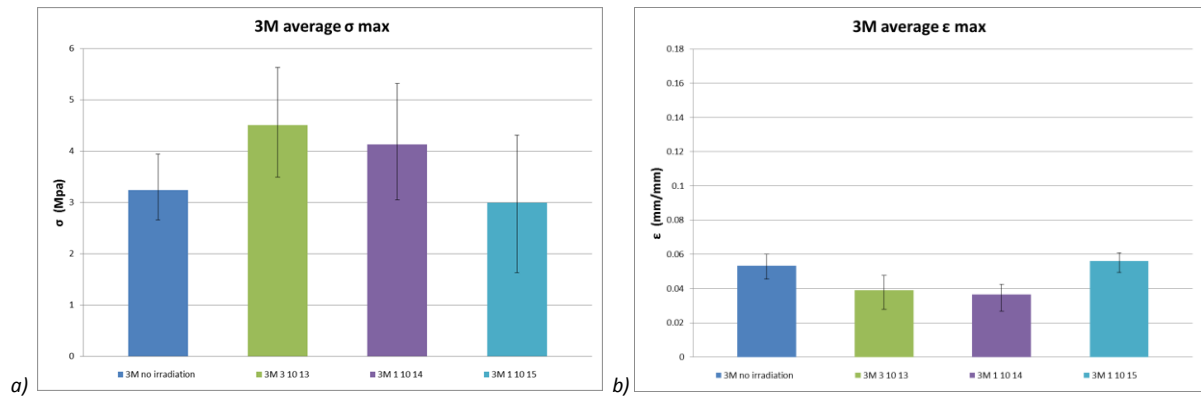 3M average σ max
6
5
4
3
2
1
0
σ (Mpa)
3M no irradiation 3M 3 10 13 3M 1 10 14 3M 1 10 15
a)
3M average ε max
0.18
0.16
0.14
0.12
0.1
0.08
0.06
0.04
0.02
0
ε (mm/mm)
3M no irradiation 3M 3 10 13 3M 1 10 14 3M 1 10 15
b)